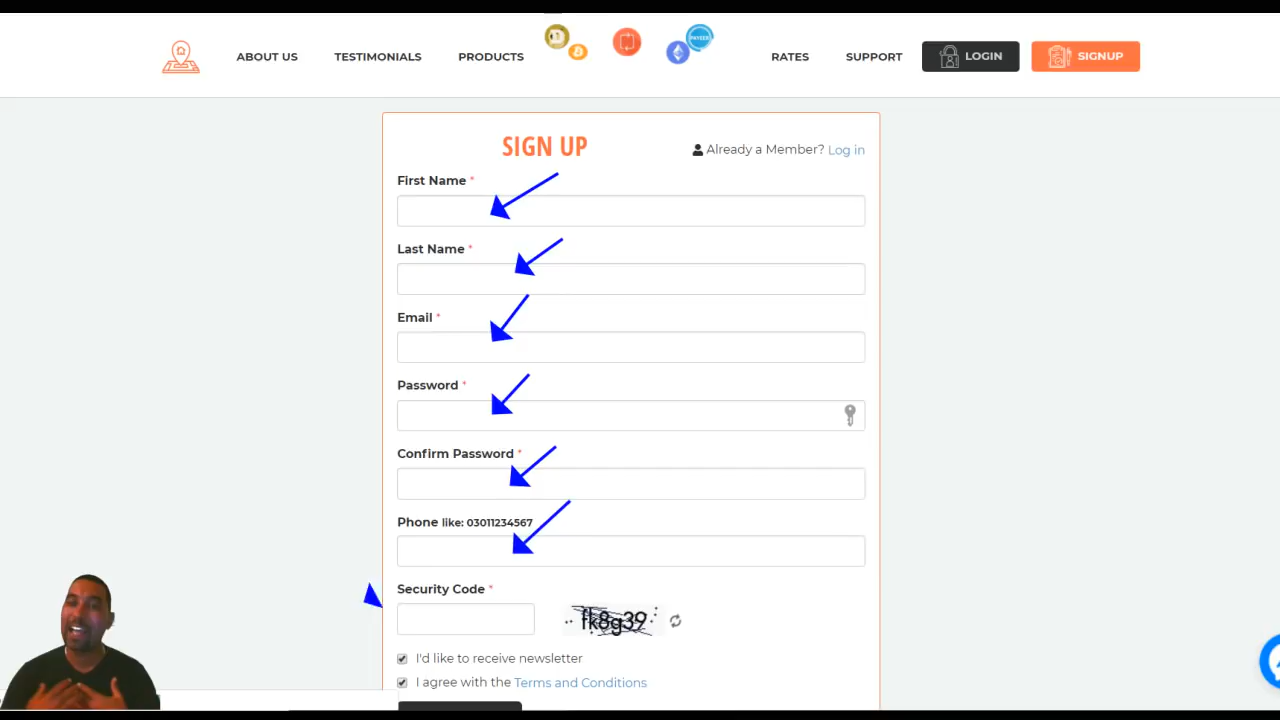 ABOUT US TESTIMONIALS PRODUCTS RATES SUPPORT LOGIN SIGNUP
PAYEER
SIGN UP
Already a Member? Log in
First Name *
Last Name *
Email *
Password *
Confirm Password *
Phone like: 03011234567
Security Code *
fk8g39
I'd like to receive newsletter
I agree with the Terms and Conditions